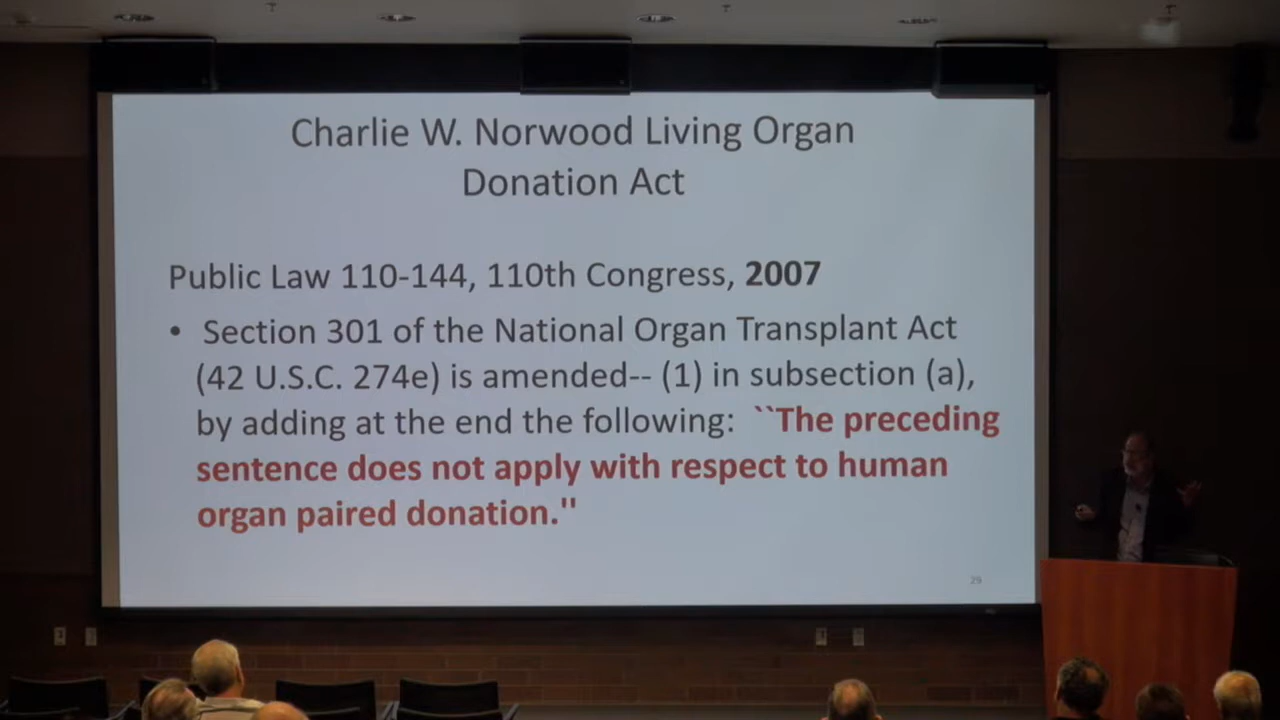 Charlie W. Norwood Living Organ
Donation Act
Public Law 110-144, 110th Congress, 2007
• Section 301 of the National Organ Transplant Act
(42 U.S.C. 274e) is amended-- (1) in subsection (a),
by adding at the end the following: ``The preceding
sentence does not apply with respect to human
organ paired donation.''
29